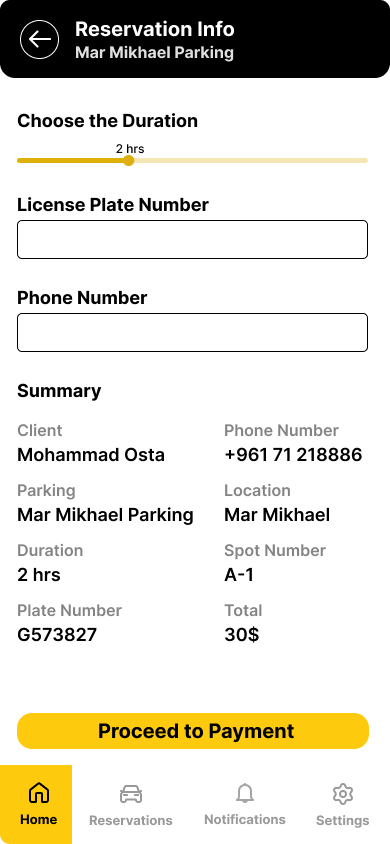 Reservation Info
Mar Mikhael Parking
Choose the Duration
2 hrs
License Plate Number
Phone Number
Summary
Client
Phone Number
Mohammad Osta
+961 71 218886
Parking
Location
Mar Mikhael Parking
Mar Mikhael
Duration
Spot Number
2 hrs
A-1
Plate Number
Total
G573827
30$
Proceed to Payment
Home
Reservations
Notifications
Settings